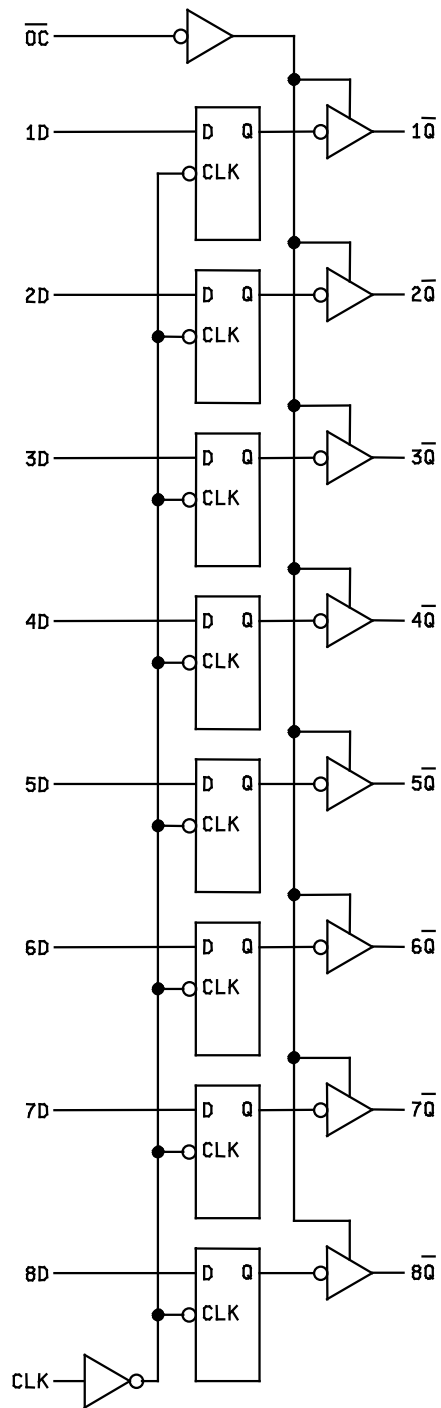 O̅C̅
1D D Q 1Q̅
CLK
2D D Q 2Q̅
CLK
3D D Q 3Q̅
CLK
4D D Q 4Q̅
CLK
5D D Q 5Q̅
CLK
6D D Q 6Q̅
CLK
7D D Q 7Q̅
CLK
8D D Q 8Q̅
CLK
CLK